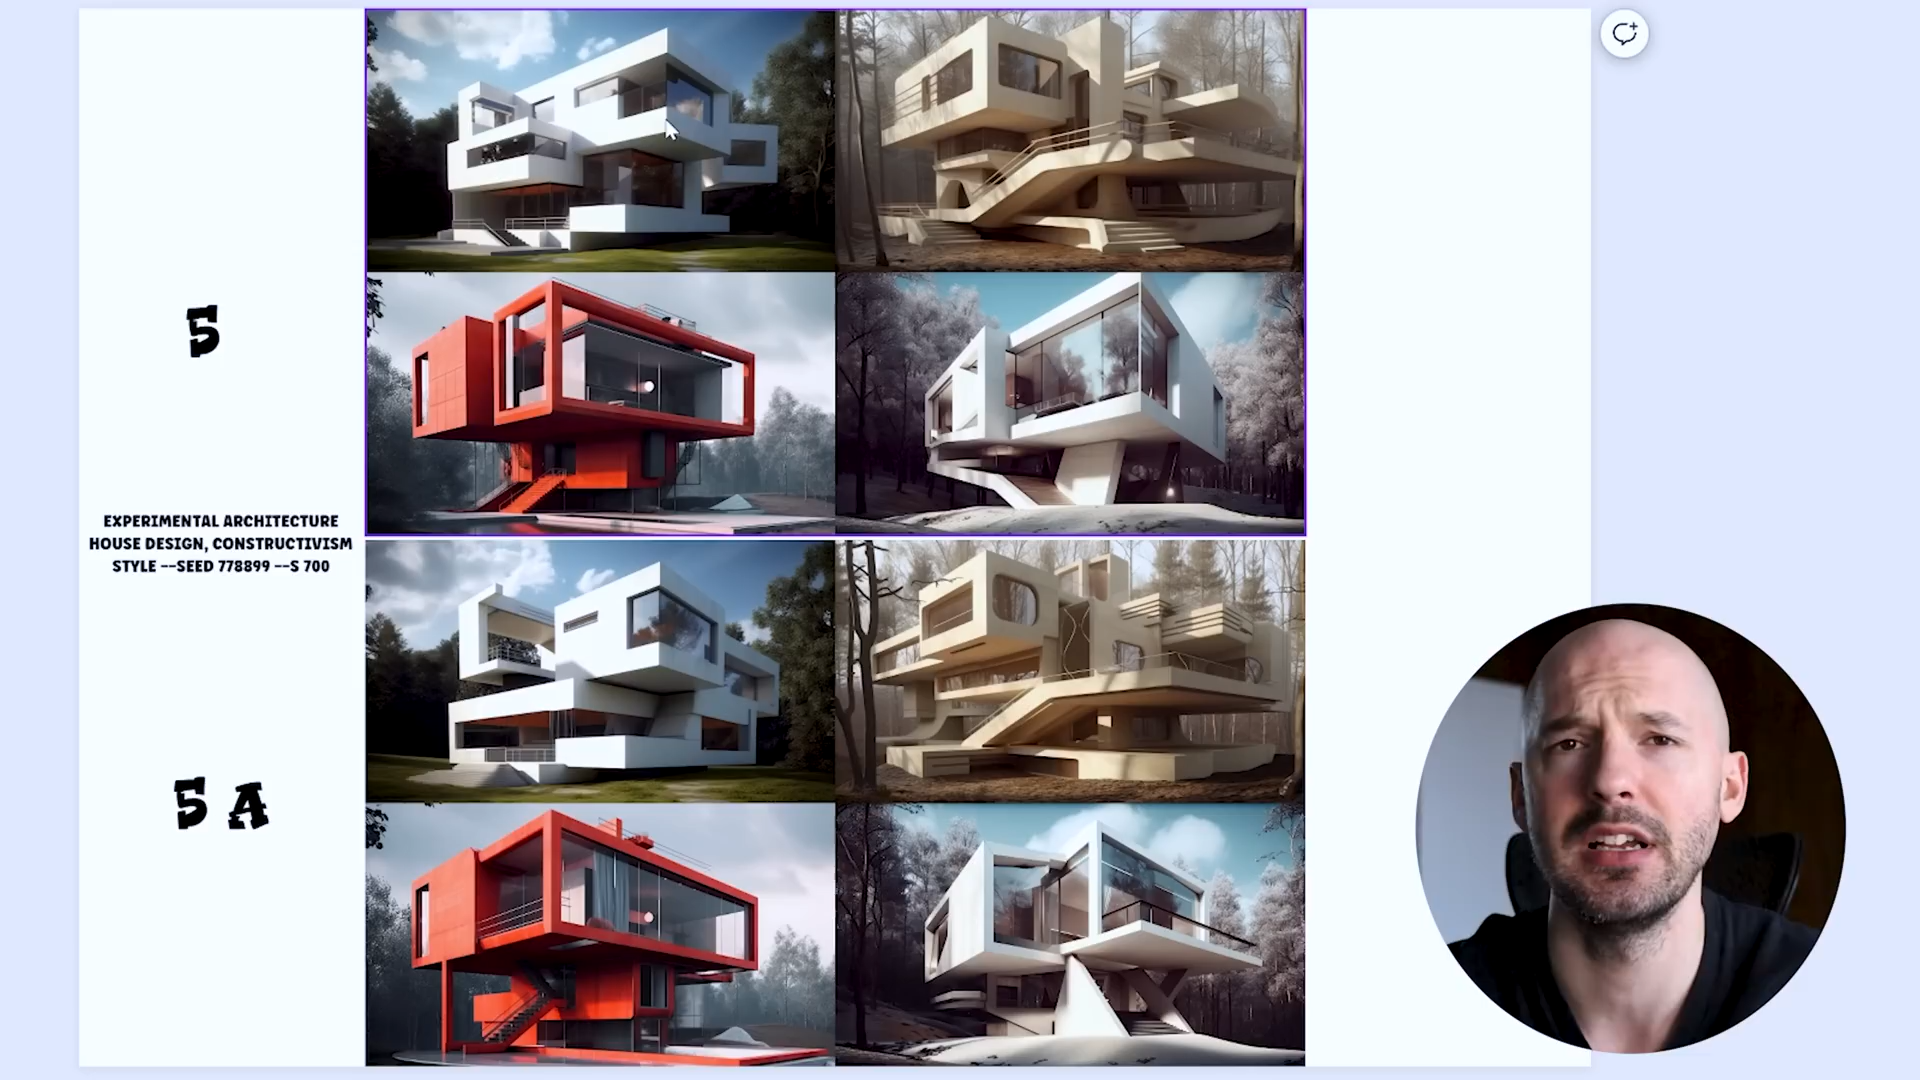 5
EXPERIMENTAL ARCHITECTURE
HOUSE DESIGN, CONSTRUCTIVISM
STYLE --SEED 778899 --S 700
5 A